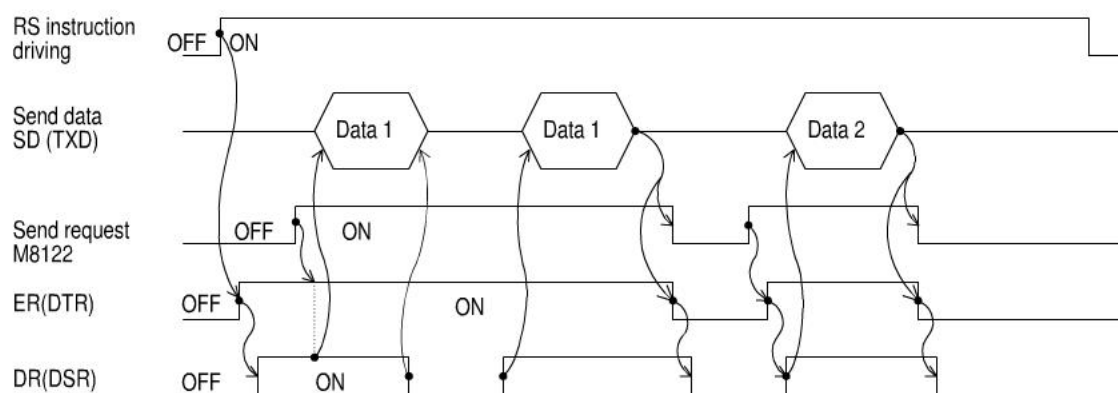 RS instruction
driving
OFF
ON
Send data
SD (TXD)
Data 1
Data 1
Data 2
Send request
M8122
OFF
ON
ER(DTR)
OFF
ON
DR(DSR)
OFF
ON